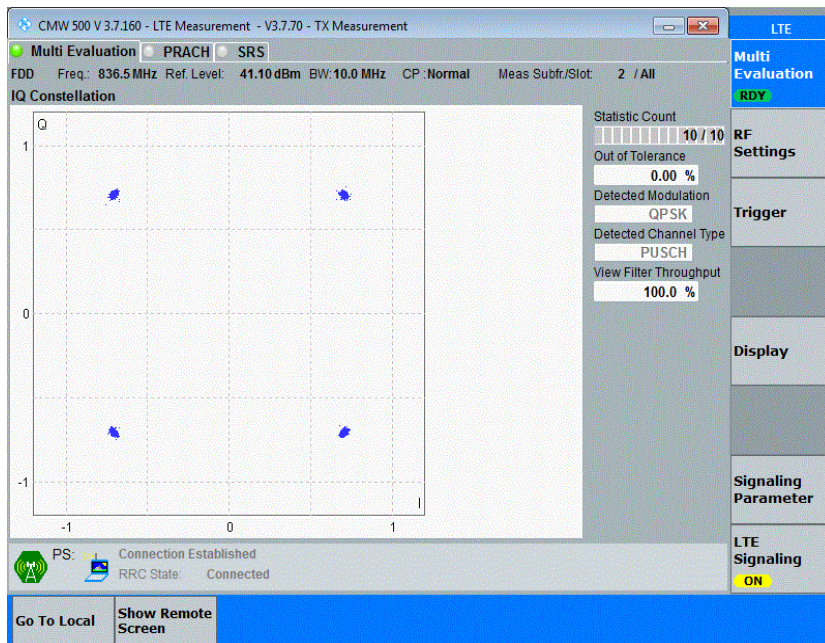 CMW 500 V 3.7.160 - LTE Measurement - V3.7.70 - TX Measurement
Multi Evaluation PRACH SRS
FDD Freq.: 836.5 MHz Ref. Level: 41.10 dBm BW: 10.0 MHz CP : Normal Meas Subfr./Slot: 2 / All
IQ Constellation
Q
1
0
-1
I
-1 0 1
Statistic Count
10 / 10
Out of Tolerance
0.00 %
Detected Modulation
QPSK
Detected Channel Type
PUSCH
View Filter Throughput
100.0 %
PS: Connection Established
RRC State: Connected
LTE
Multi
Evaluation
RDY
RF
Settings
Trigger
Display
Signaling
Parameter
LTE
Signaling
ON
Go To Local
Show Remote
Screen